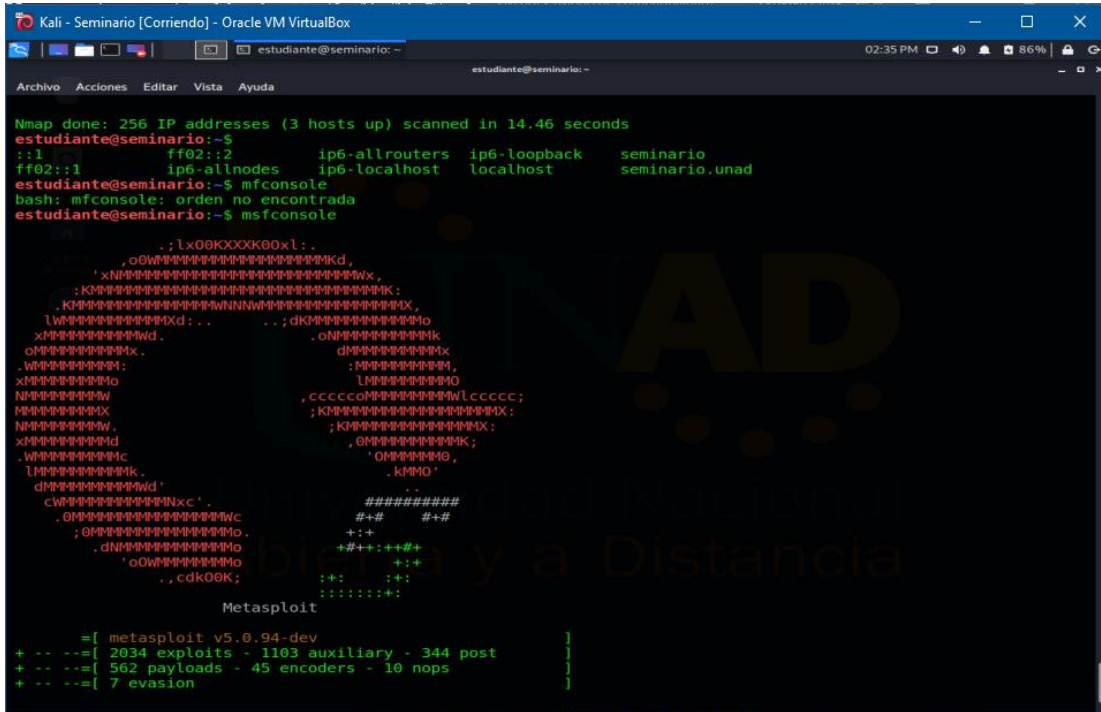 Kali - Seminario [Corriendo] - Oracle VM VirtualBox
estudiante@seminario: ~
02:35 PM
86%
estudiante@seminario: ~
Archivo Acciones Editar Vista Ayuda
Nmap done: 256 IP addresses (3 hosts up) scanned in 14.46 seconds
estudiante@seminario:~$
::1 ff02::2 ip6-allrouters ip6-loopback seminario
ff02::1 ip6-allnodes ip6-localhost localhost seminario.unad
estudiante@seminario:~$ mfconsole
bash: mfconsole: orden no encontrada
estudiante@seminario:~$ msfconsole
Metasploit
=[ metasploit v5.0.94-dev ]
+ -- --=[ 2034 exploits - 1103 auxiliary - 344 post ]
+ -- --=[ 562 payloads - 45 encoders - 10 nops ]
+ -- --=[ 7 evasion ]
UNAD
Abierta y a Distancia